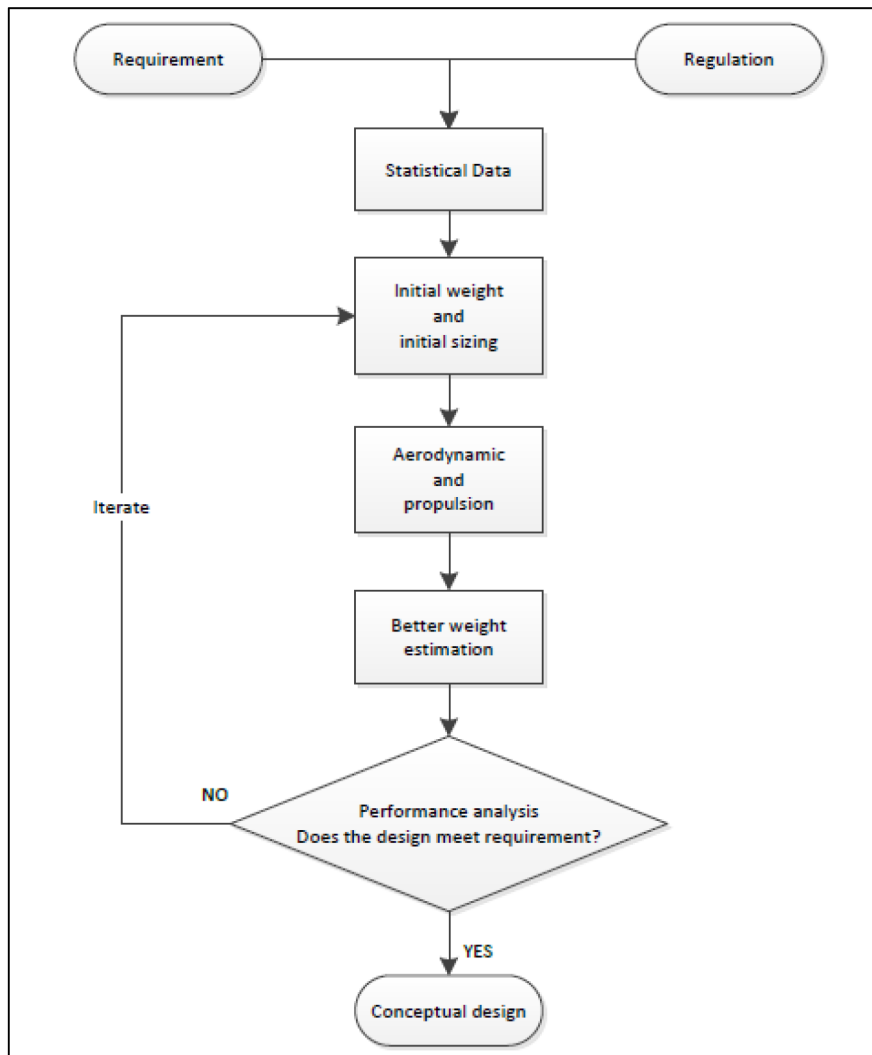 Requirement
Regulation
Statistical Data
Initial weight
and
initial sizing
Aerodynamic
and
propulsion
Iterate
Better weight
estimation
NO
Performance analysis
Does the design meet requirement?
YES
Conceptual design